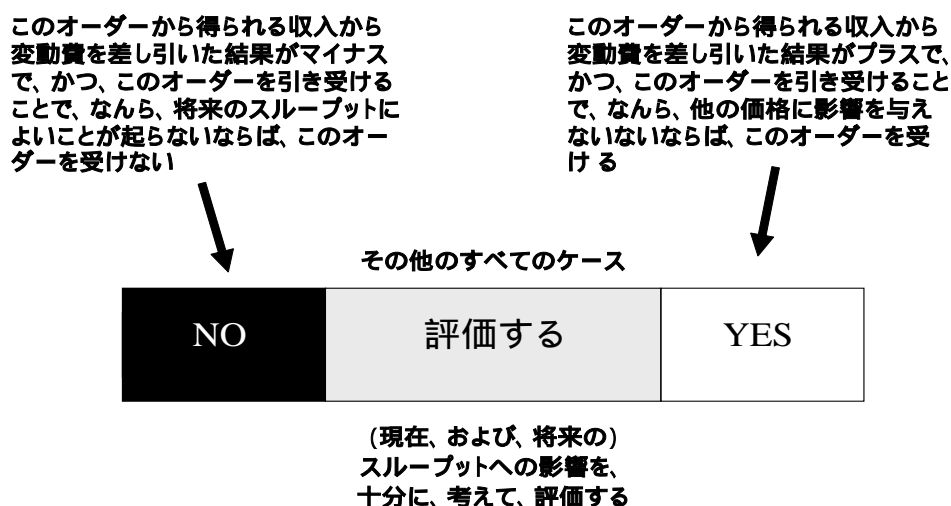 このオーダーから得られる収入から
変動費を差し引いた結果がマイナス
で、かつ、このオーダーを引き受ける
ことで、なんら、将来のスループットに
よいことが起らないならば、このオー
ダーを受けない
このオーダーから得られる収入から
変動費を差し引いた結果がプラスで、
かつ、このオーダーを引き受けること
で、なんら、他の価格に影響を与え
ないないならば、このオーダーを受
け る
その他のすべてのケース
NO
評価する
YES
(現在、および、将来の)
スループットへの影響を、
十分に、考えて、評価する